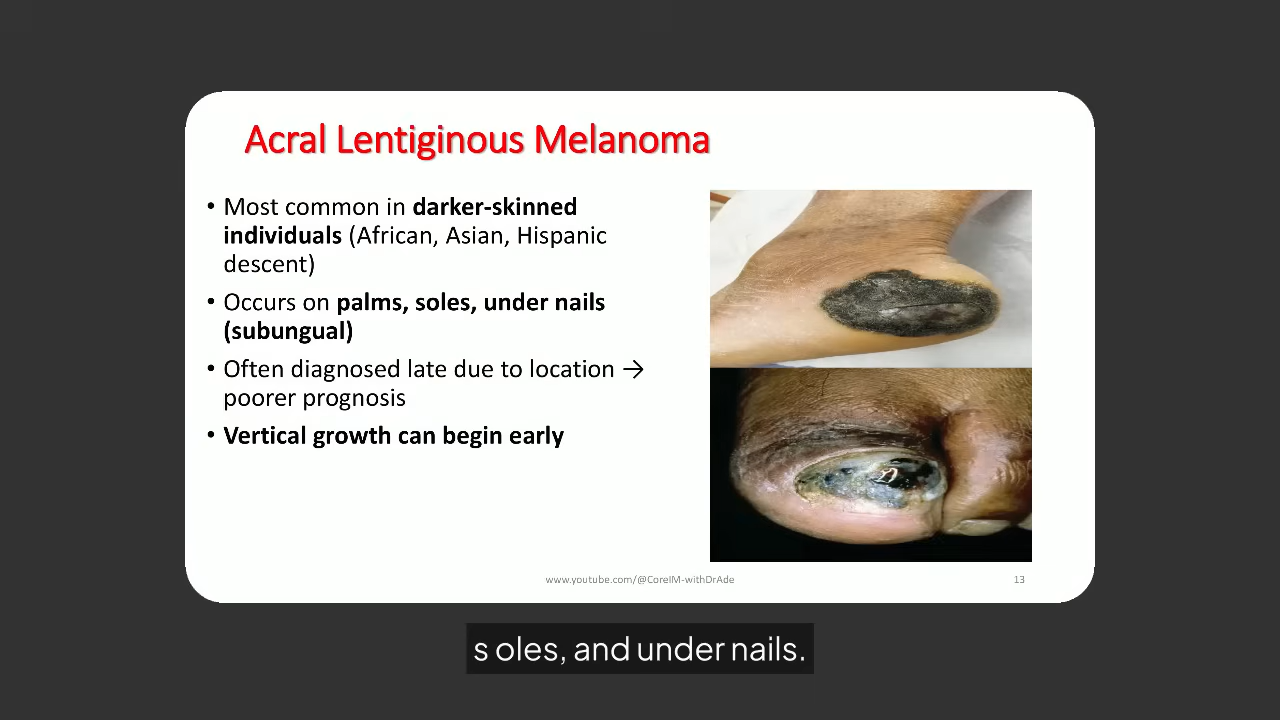 Acral Lentiginous Melanoma
• Most common in darker-skinned
individuals (African, Asian, Hispanic
descent)
• Occurs on palms, soles, under nails
(subungual)
• Often diagnosed late due to location →
poorer prognosis
• Vertical growth can begin early
www.youtube.com/@CoreIM-withDrAde
13
s oles, and under nails.